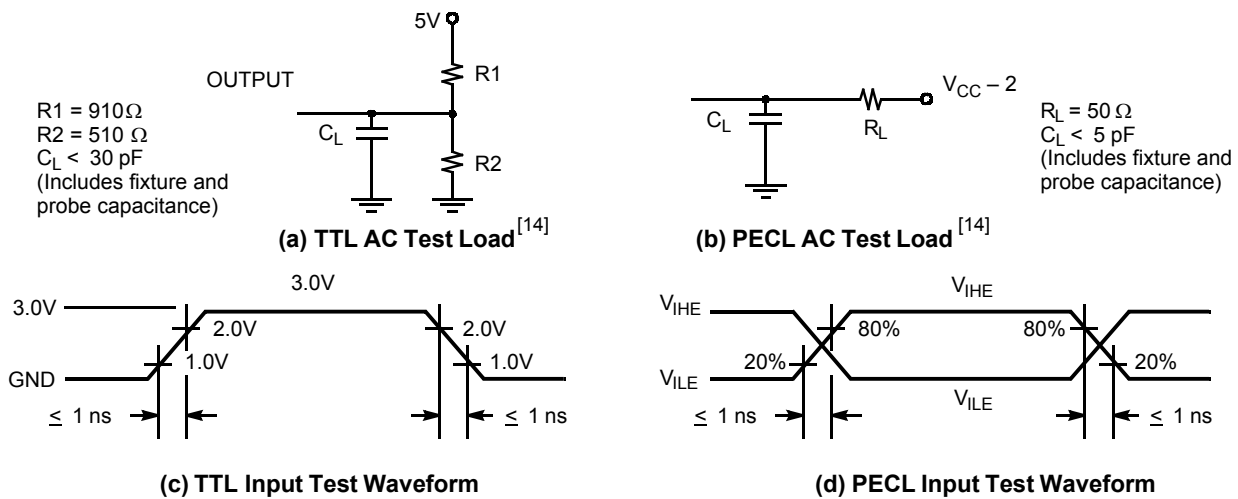 5V
OUTPUT
R1
R1 = 910Ω
R2 = 510 Ω
C_L < 30 pF
(Includes fixture and
probe capacitance)
C_L
R2
(a) TTL AC Test Load [14]
V_CC – 2
C_L
R_L
R_L = 50 Ω
C_L < 5 pF
(Includes fixture and
probe capacitance)
(b) PECL AC Test Load [14]
3.0V
3.0V
2.0V
2.0V
1.0V
1.0V
GND
≤ 1 ns
≤ 1 ns
(c) TTL Input Test Waveform
V_IHE
V_IHE
80%
80%
20%
20%
V_ILE
V_ILE
≤ 1 ns
≤ 1 ns
(d) PECL Input Test Waveform